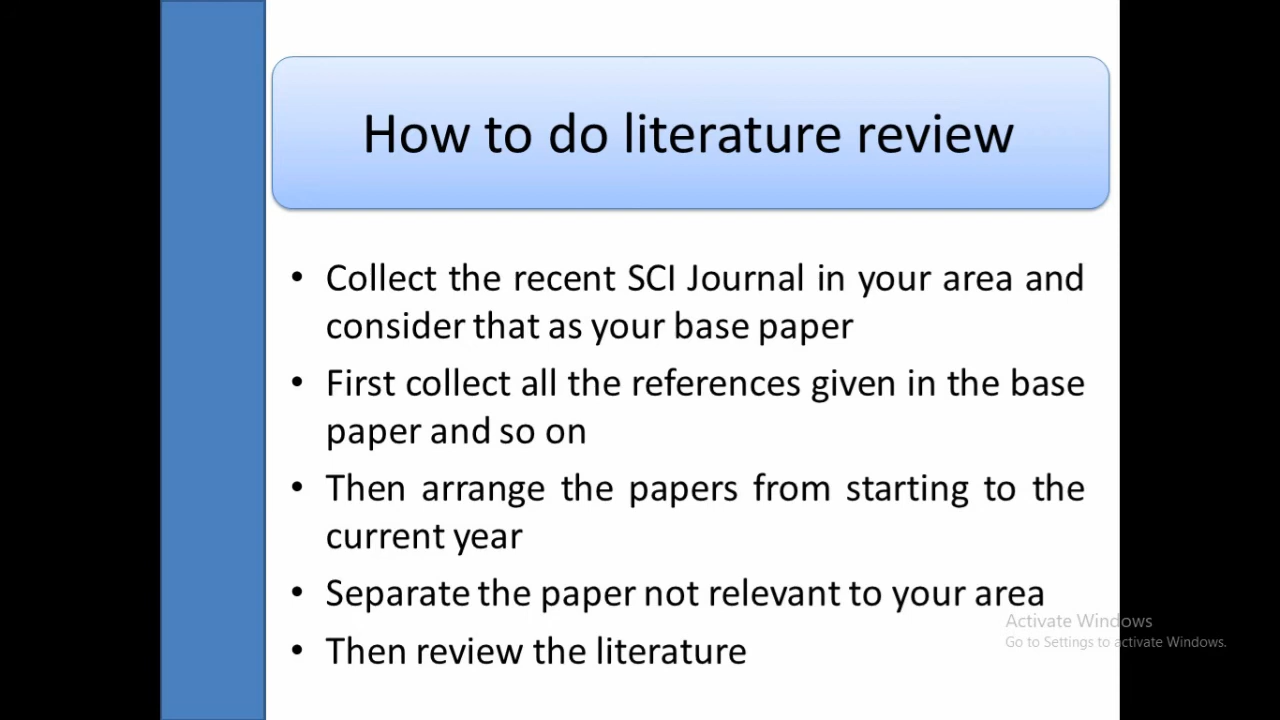 How to do literature review
• Collect the recent SCI Journal in your area and
consider that as your base paper
• First collect all the references given in the base
paper and so on
• Then arrange the papers from starting to the
current year
• Separate the paper not relevant to your area
• Then review the literature
Activate Windows
Go to Settings to activate Windows.